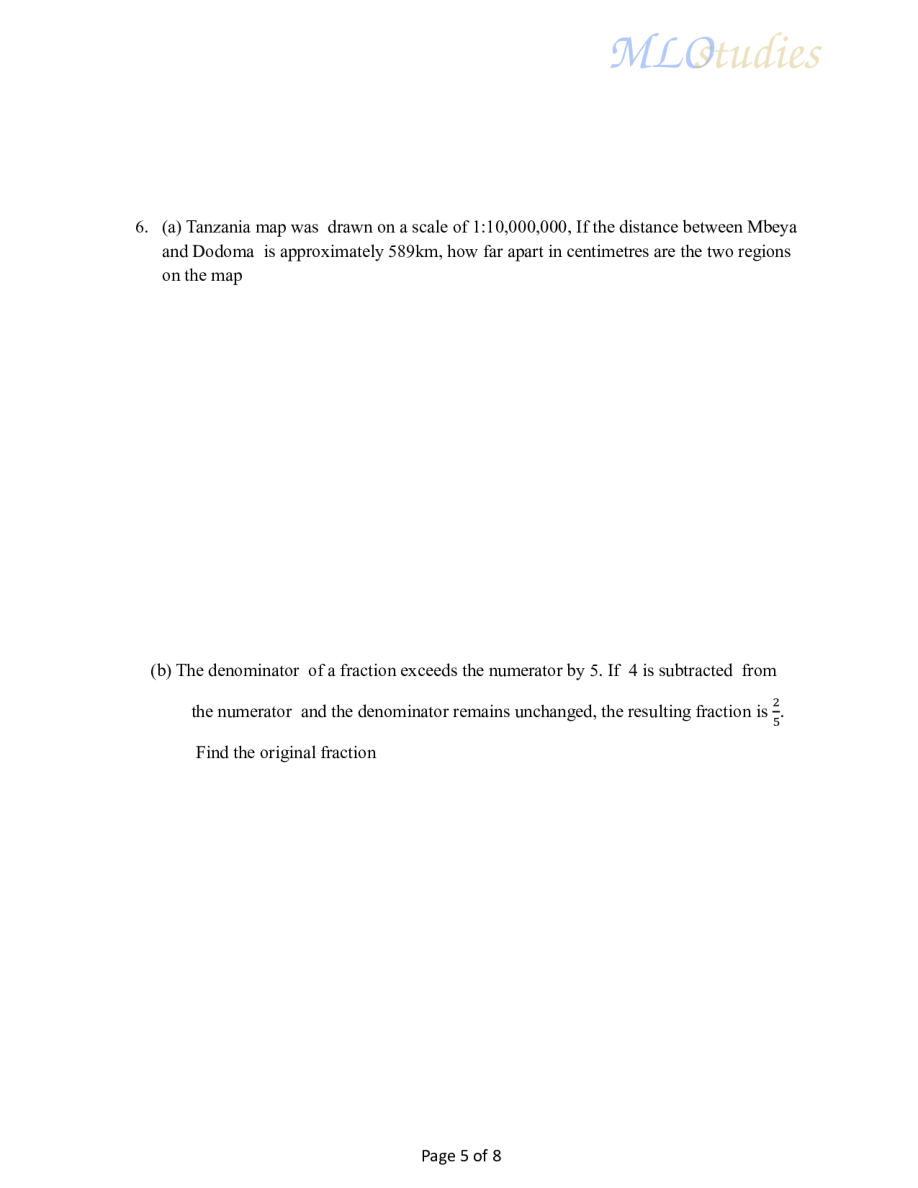 MLOstudies
6. (a) Tanzania map was drawn on a scale of 1:10,000,000, If the distance between Mbeya
and Dodoma is approximately 589km, how far apart in centimetres are the two regions
on the map
(b) The denominator of a fraction exceeds the numerator by 5. If 4 is subtracted from
the numerator and the denominator remains unchanged, the resulting fraction is 2/5.
Find the original fraction
Page 5 of 8